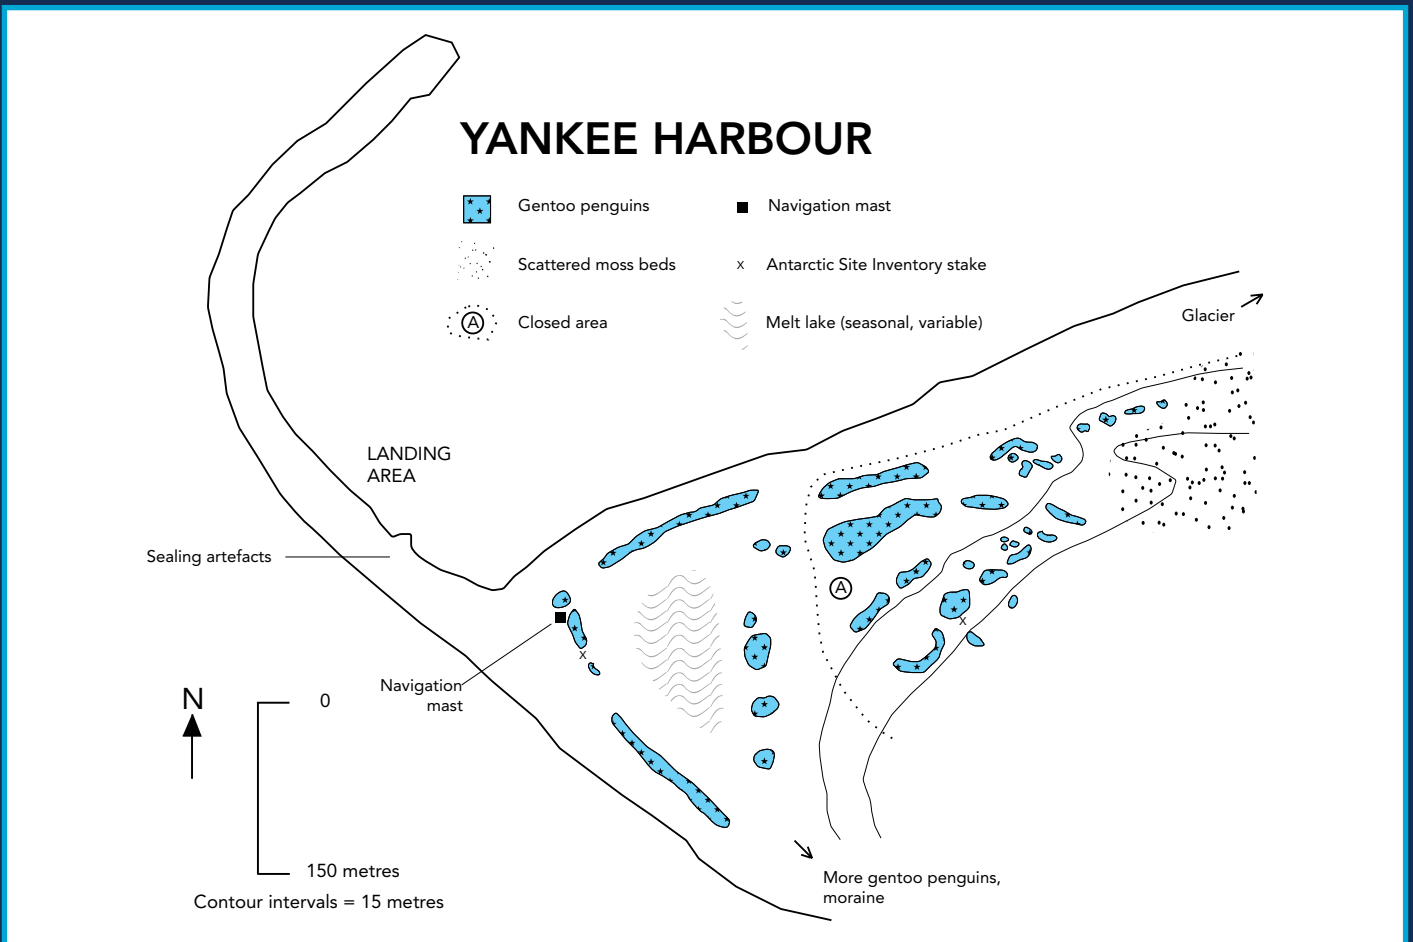 YANKEE HARBOUR
Gentoo penguins
Navigation mast
Scattered moss beds
x Antarctic Site Inventory stake
A Closed area
Melt lake (seasonal, variable)
Glacier
LANDING
AREA
Sealing artefacts
A
x
x
Navigation
mast
N
0
150 metres
Contour intervals = 15 metres
More gentoo penguins,
moraine